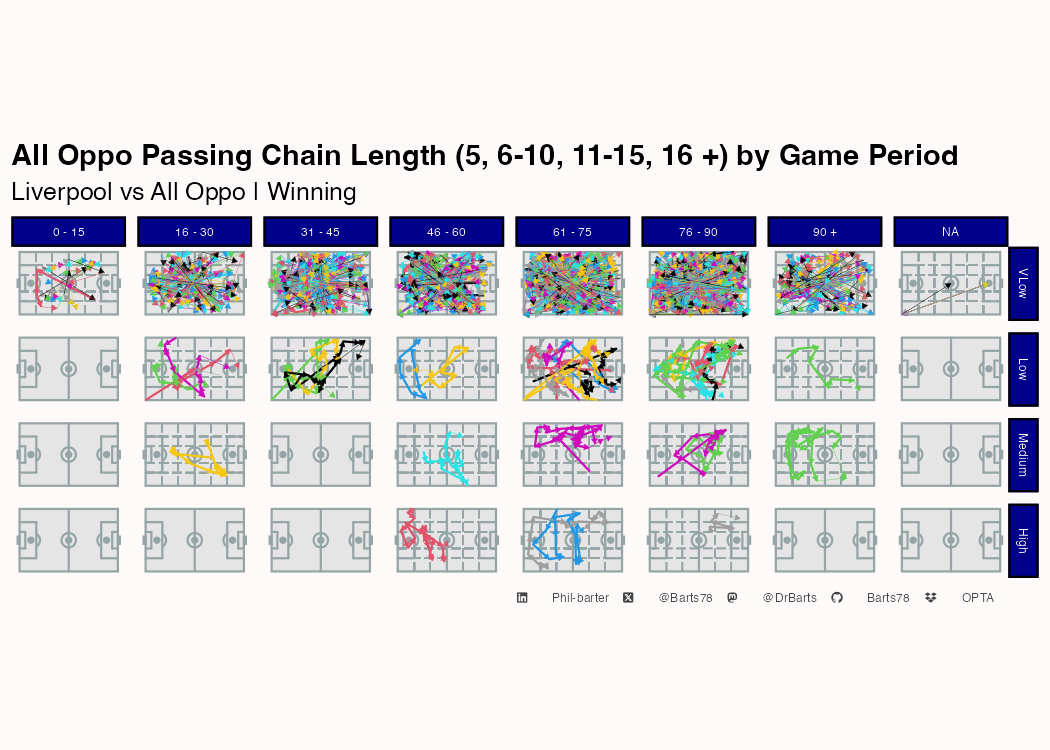 All Oppo Passing Chain Length (5, 6-10, 11-15, 16 +) by Game Period
Liverpool vs All Oppo | Winning
0 - 15 16 - 30 31 - 45 46 - 60 61 - 75 76 - 90 90 + NA
VLow
Low
Medium
High
Phil-barter @Barts78 @DrBarts Barts78 OPTA